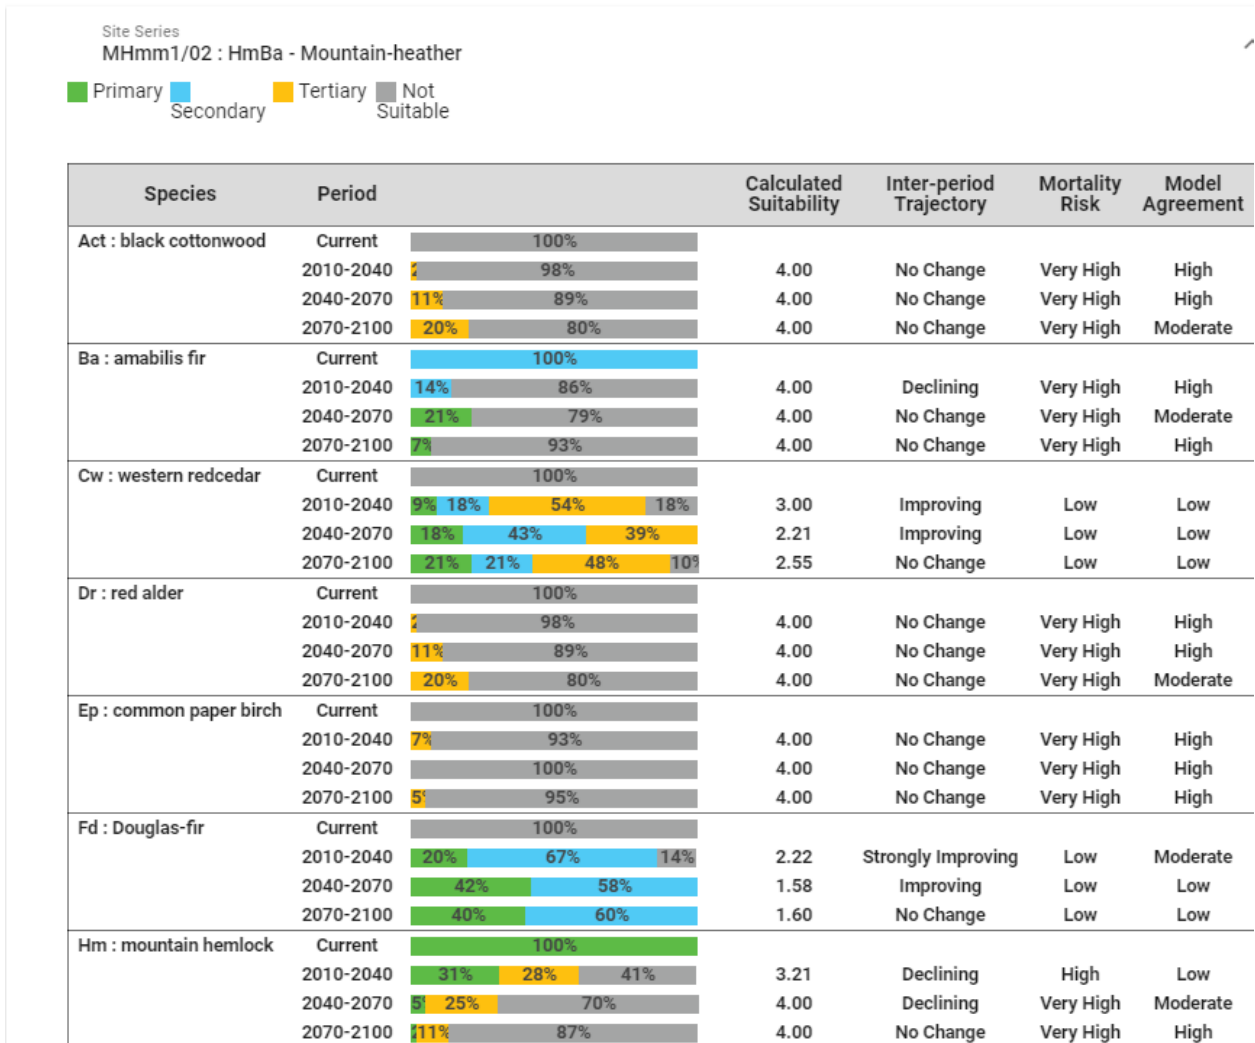 Site Series
MHmm1/02 : HmBa - Mountain-heather
Primary Secondary Tertiary Not Suitable
Species Period Calculated Suitability Inter-period Trajectory Mortality Risk Model Agreement
Act : black cottonwood Current 100%
2010-2040 2 98% 4.00 No Change Very High High
2040-2070 11% 89% 4.00 No Change Very High High
2070-2100 20% 80% 4.00 No Change Very High Moderate
Ba : amabilis fir Current 100%
2010-2040 14% 86% 4.00 Declining Very High High
2040-2070 21% 79% 4.00 No Change Very High Moderate
2070-2100 7% 93% 4.00 No Change Very High High
Cw : western redcedar Current 100%
2010-2040 9% 18% 54% 18% 3.00 Improving Low Low
2040-2070 18% 43% 39% 2.21 Improving Low Low
2070-2100 21% 21% 48% 10% 2.55 No Change Low Low
Dr : red alder Current 100%
2010-2040 2 98% 4.00 No Change Very High High
2040-2070 11% 89% 4.00 No Change Very High High
2070-2100 20% 80% 4.00 No Change Very High Moderate
Ep : common paper birch Current 100%
2010-2040 7% 93% 4.00 No Change Very High High
2040-2070 100% 4.00 No Change Very High High
2070-2100 5% 95% 4.00 No Change Very High High
Fd : Douglas-fir Current 100%
2010-2040 20% 67% 14% 2.22 Strongly Improving Low Moderate
2040-2070 42% 58% 1.58 Improving Low Low
2070-2100 40% 60% 1.60 No Change Low Low
Hm : mountain hemlock Current 100%
2010-2040 31% 28% 41% 3.21 Declining High Low
2040-2070 5% 25% 70% 4.00 Declining Very High Moderate
2070-2100 11% 87% 4.00 No Change Very High High